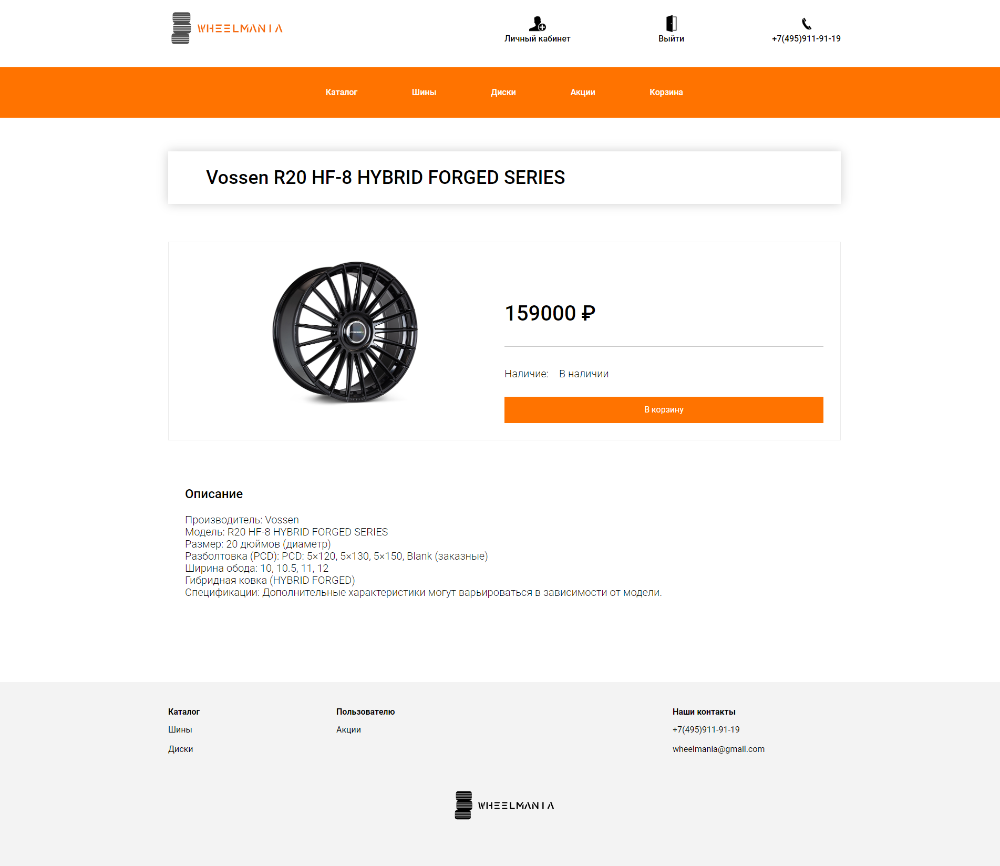 WHEELMANIA
Личный кабинет
Выйти
+7(495)911-91-19
Каталог
Шины
Диски
Акции
Корзина
Vossen R20 HF-8 HYBRID FORGED SERIES
VOSSEN
159000 ₽
Наличие: В наличии
В корзину
Описание
Производитель: Vossen
Модель: R20 HF-8 HYBRID FORGED SERIES
Размер: 20 дюймов (диаметр)
Разболтовка (PCD): PCD: 5×120, 5×130, 5×150, Blank (заказные)
Ширина обода: 10, 10.5, 11, 12
Гибридная ковка (HYBRID FORGED)
Спецификации: Дополнительные характеристики могут варьироваться в зависимости от модели.
Каталог
Шины
Диски
Пользователю
Акции
Наши контакты
+7(495)911-91-19
wheelmania@gmail.com
WHEELMANIA